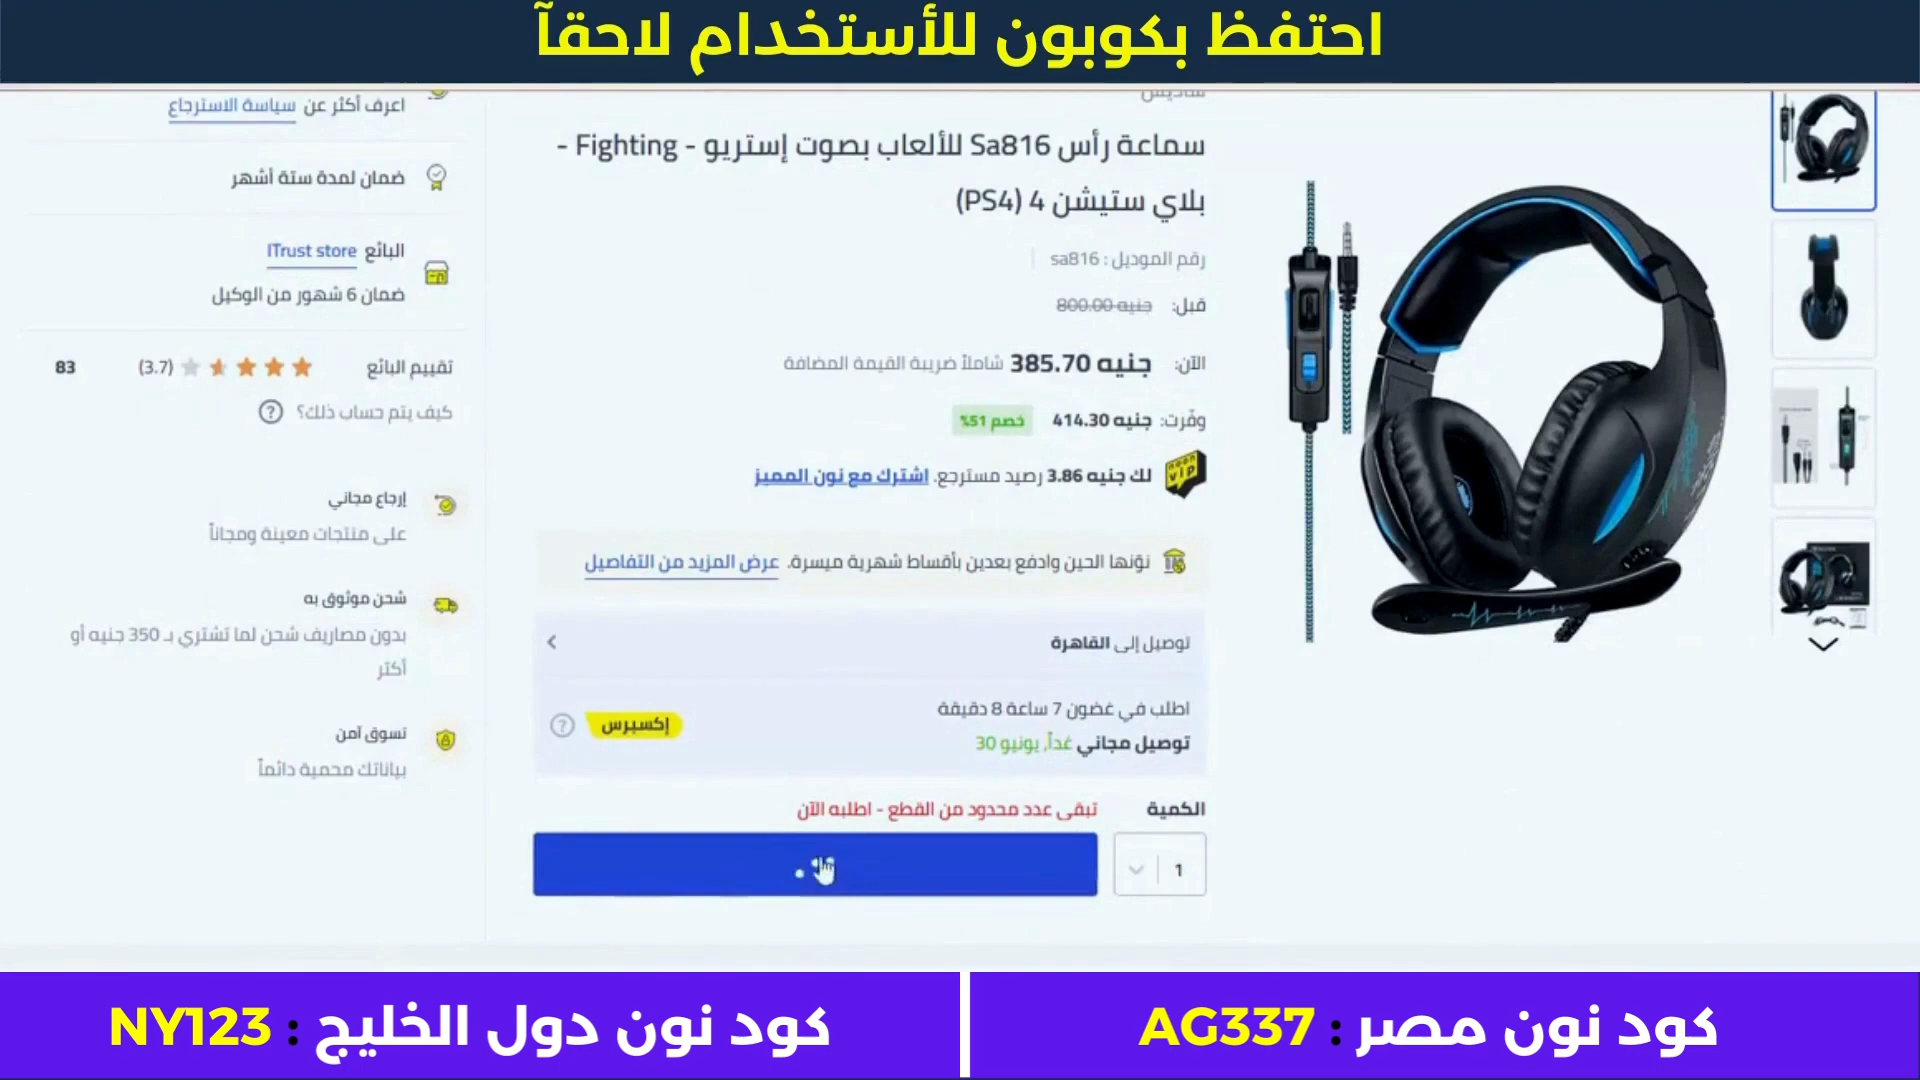 احتفظ بكوبون للأستخدام لاحقآ
ساديس
سماعة رأس Sa816 للألعاب بصوت إستريو - Fighting -
بلاي ستيشن 4 (PS4)
رقم الموديل : sa816
قبل: جنيه 800.00
الآن: جنيه 385.70 شاملاً ضريبة القيمة المضافة
وفّرت: جنيه 414.30 خصم 51%
noon vip
لك جنيه 3.86 رصيد مسترجع. اشترك مع نون المميز
نوّنها الحين وادفع بعدين بأقساط شهرية ميسرة. عرض المزيد من التفاصيل
توصيل إلى القاهرة
اطلب في غضون 7 ساعة 8 دقيقة
توصيل مجاني غداً, يونيو 30
إكسبرس
الكمية
تبقى عدد محدود من القطع - اطلبه الآن
1
اعرف أكثر عن سياسة الاسترجاع
ضمان لمدة ستة أشهر
البائع ITrust store
ضمان 6 شهور من الوكيل
تقييم البائع (3.7) 83
كيف يتم حساب ذلك؟
إرجاع مجاني
على منتجات معينة ومجاناً
شحن موثوق به
بدون مصاريف شحن لما تشتري بـ 350 جنيه أو
أكثر
تسوق آمن
بياناتك محمية دائماً
كود نون مصر : AG337
كود نون دول الخليج : NY123